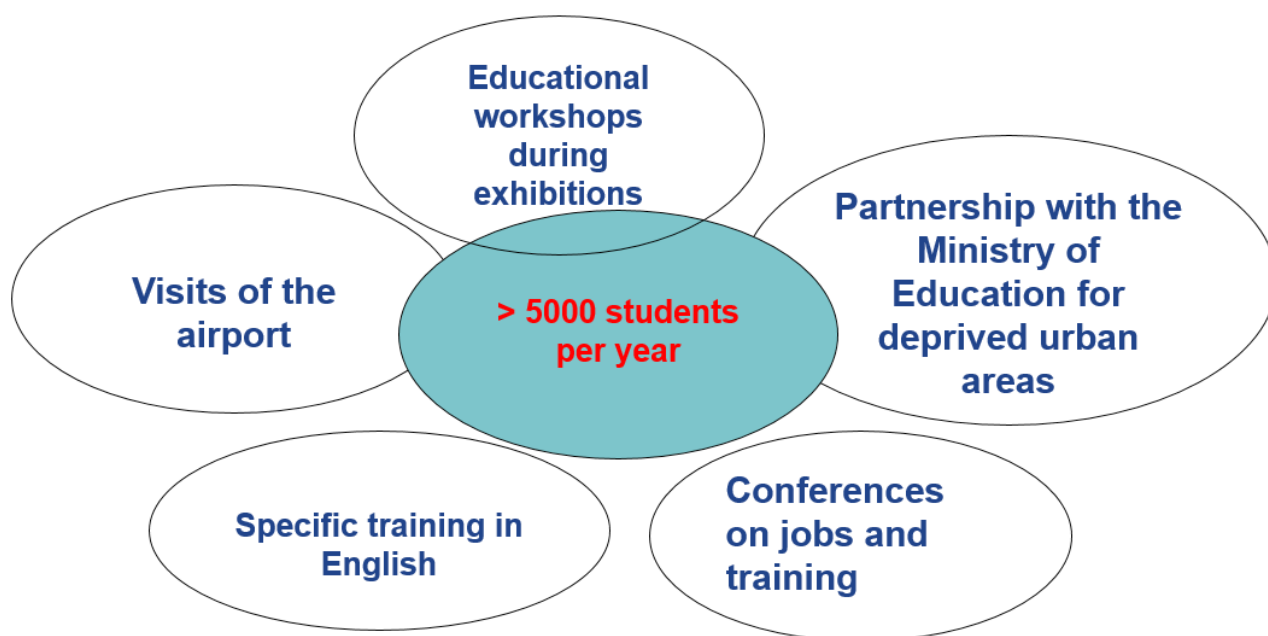 Educational
workshops
during
exhibitions
Partnership with the
Ministry of
Education for
deprived urban
areas
Visits of the
airport
> 5000 students
per year
Conferences
on jobs and
training
Specific training in
English